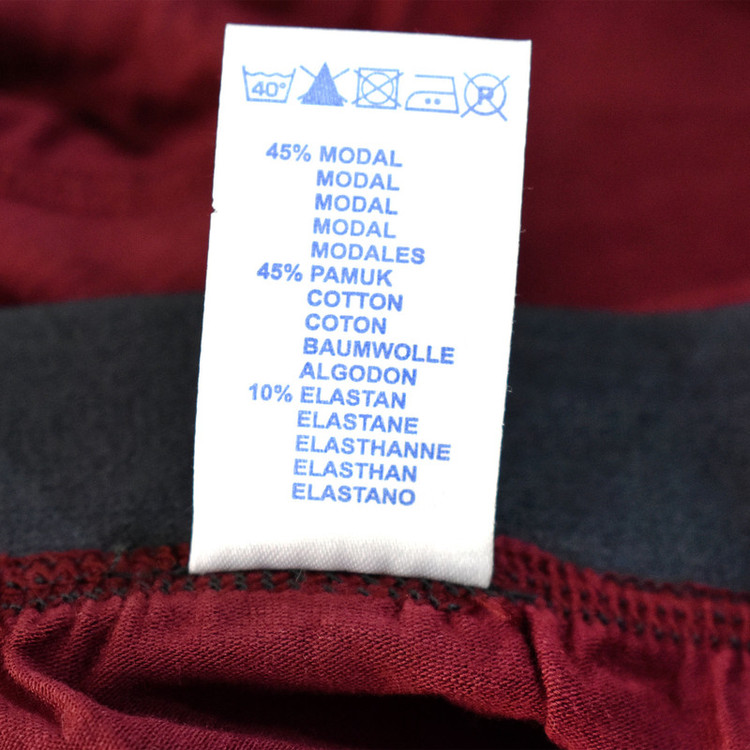 40°
R
45% MODAL
MODAL
MODAL
MODAL
MODALES
45% PAMUK
COTTON
COTON
BAUMWOLLE
ALGODON
10% ELASTAN
ELASTANE
ELASTHANNE
ELASTHAN
ELASTANO